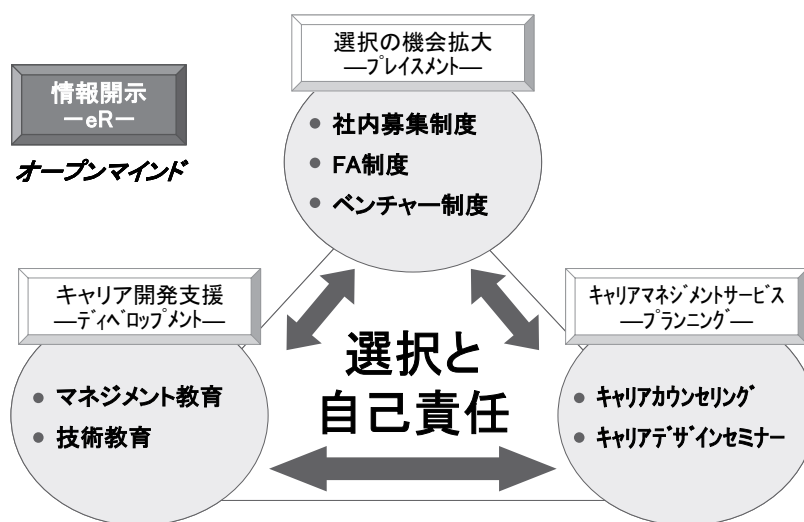 選択の機会拡大
―プレイスメント―
情報開示
－eR－
オープンマインド
● 社内募集制度
● FA制度
● ベンチャー制度
キャリア開発支援
―ディベロップメント―
キャリアマネジメントサービス
―プランニング―
選択と
自己責任
● マネジメント教育
● 技術教育
● キャリアカウンセリング
● キャリアデザインセミナー